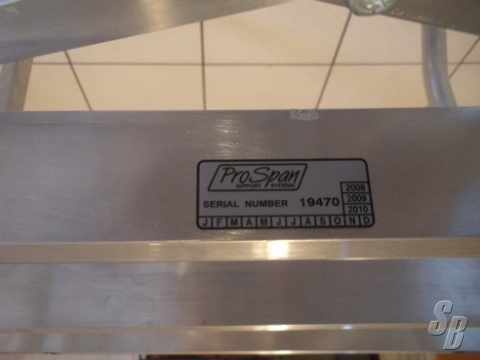 ProSpan
SUPPORT SYSTEMS
SERIAL NUMBER 19470
2008
2009
2010
J F M A M J J A S O N D
SB